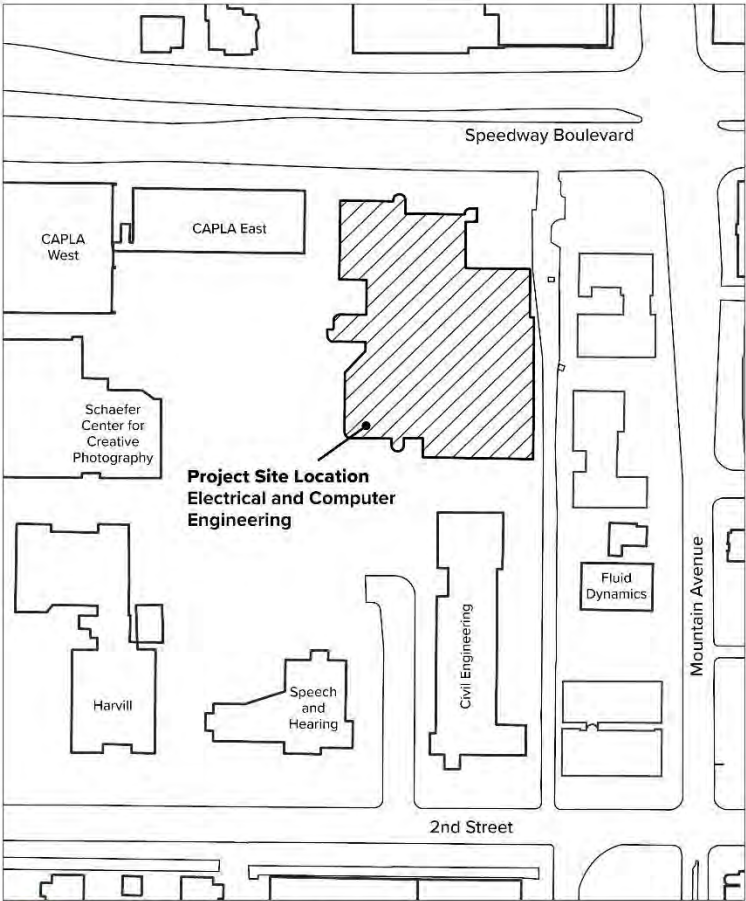 Speedway Boulevard
CAPLA
West
CAPLA East
Schaefer
Center for
Creative
Photography
Project Site Location
Electrical and Computer
Engineering
Fluid
Dynamics
Mountain Avenue
Civil Engineering
Harvill
Speech
and
Hearing
2nd Street